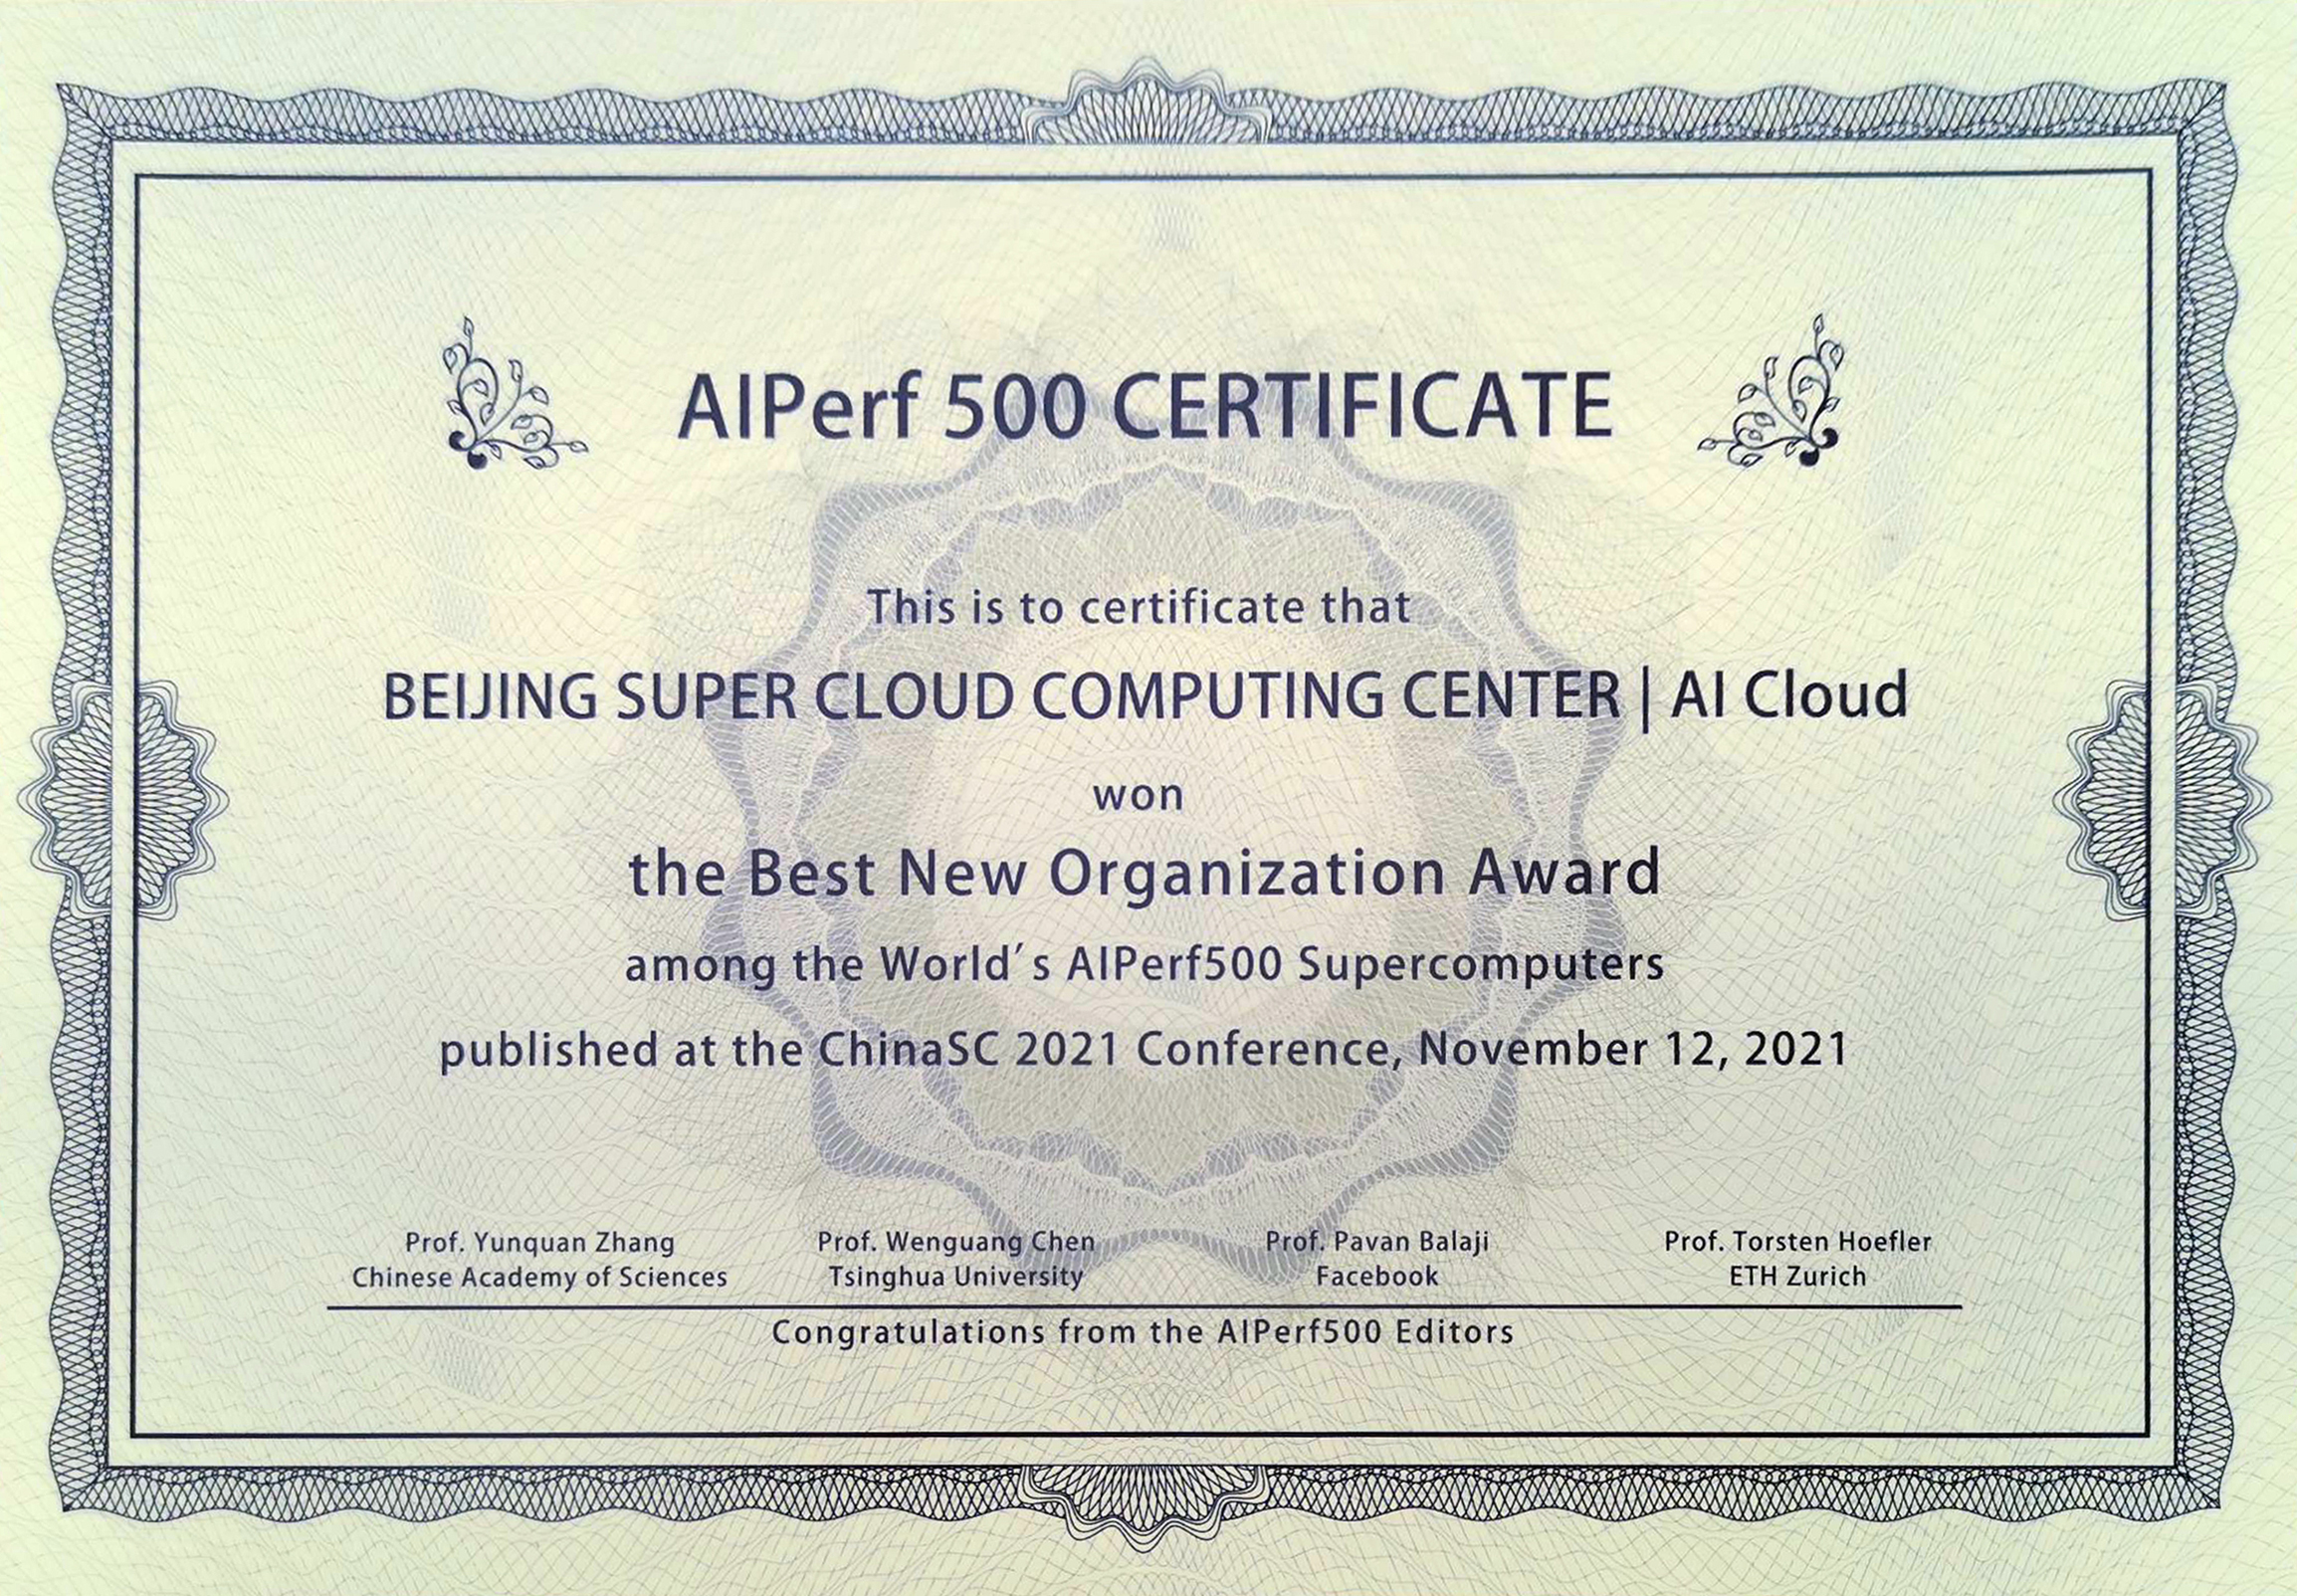 AIPerf 500 CERTIFICATE
This is to certificate that
BEIJING SUPER CLOUD COMPUTING CENTER | AI Cloud
won
the Best New Organization Award
among the World's AIPerf500 Supercomputers
published at the ChinaSC 2021 Conference, November 12, 2021
Prof. Yunquan Zhang Prof. Wenguang Chen Prof. Pavan Balaji Prof. Torsten Hoefler
Chinese Academy of Sciences Tsinghua University Facebook ETH Zurich
Congratulations from the AIPerf500 Editors